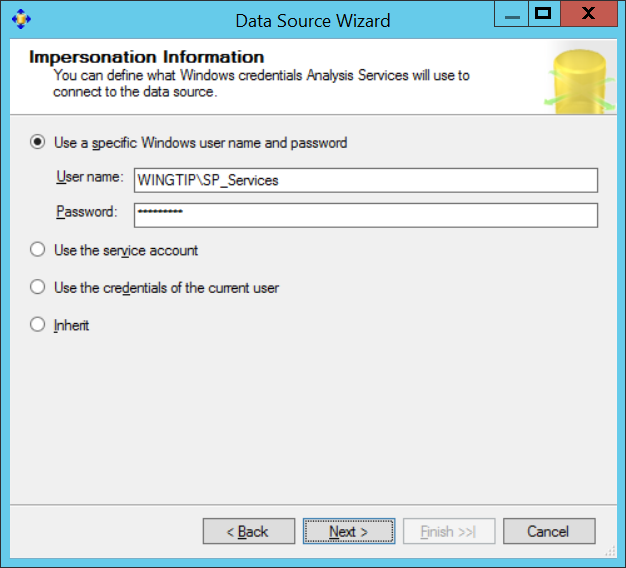 Data Source Wizard
Impersonation Information
You can define what Windows credentials Analysis Services will use to
connect to the data source.
Use a specific Windows user name and password
User name: WINGTIP\SP_Services
Password: *********
Use the service account
Use the credentials of the current user
Inherit
< Back Next > Finish >>| Cancel